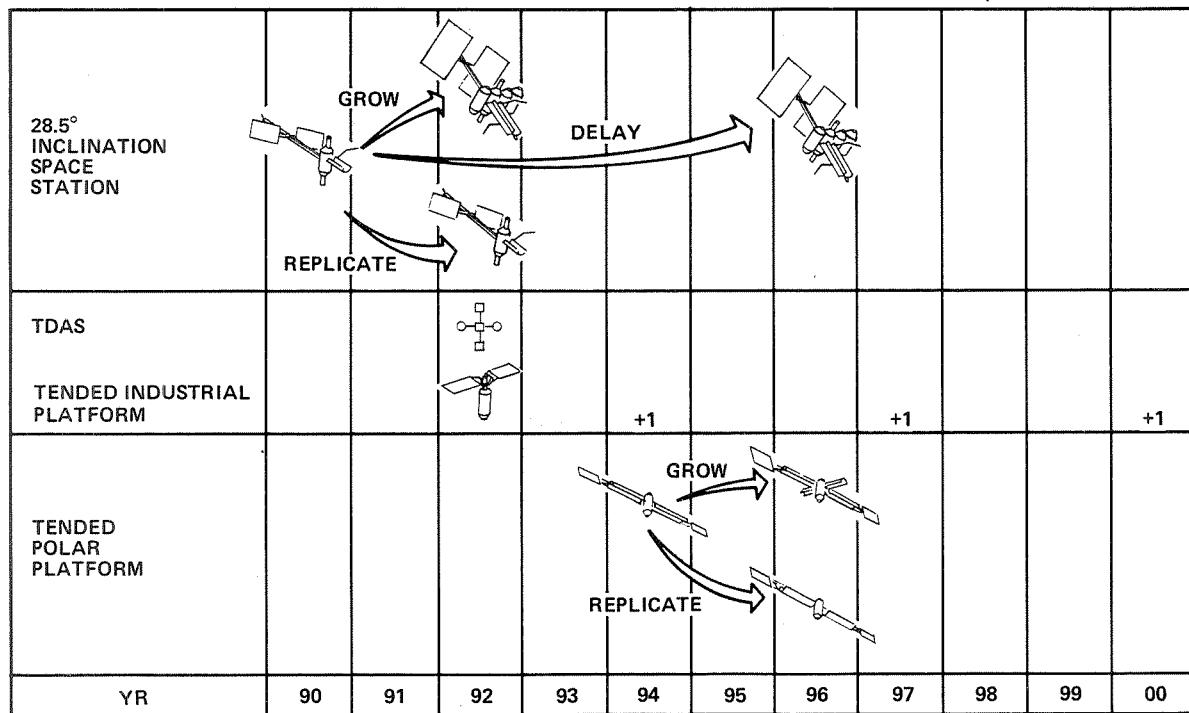 28.5°
INCLINATION
SPACE
STATION
GROW
DELAY
REPLICATE
TDAS
TENDED INDUSTRIAL
PLATFORM
+1 +1 +1
TENDED
POLAR
PLATFORM
GROW
REPLICATE
YR 90 91 92 93 94 95 96 97 98 99 00